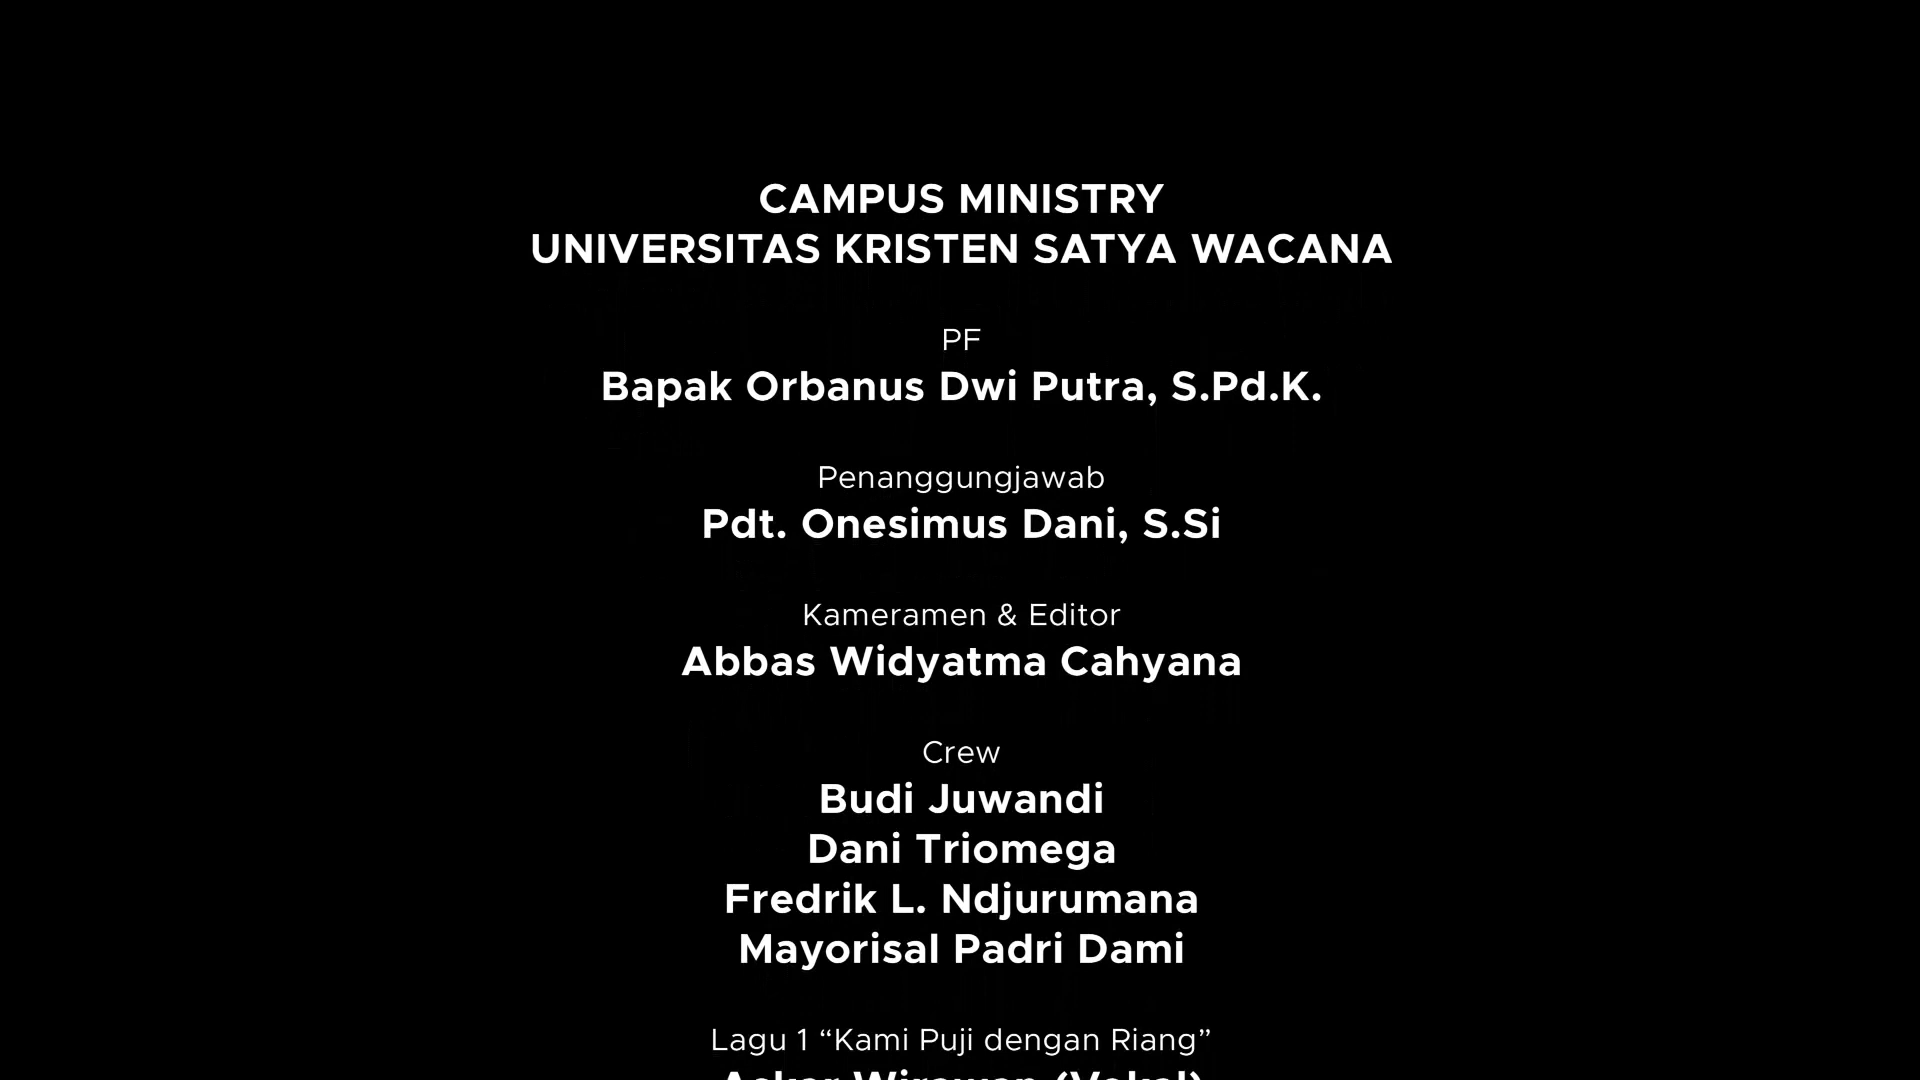 CAMPUS MINISTRY
UNIVERSITAS KRISTEN SATYA WACANA
PF
Bapak Orbanus Dwi Putra, S.Pd.K.
Penanggungjawab
Pdt. Onesimus Dani, S.Si
Kameramen & Editor
Abbas Widyatma Cahyana
Crew
Budi Juwandi
Dani Triomega
Fredrik L. Ndjurumana
Mayorisal Padri Dami
Lagu 1 “Kami Puji dengan Riang”